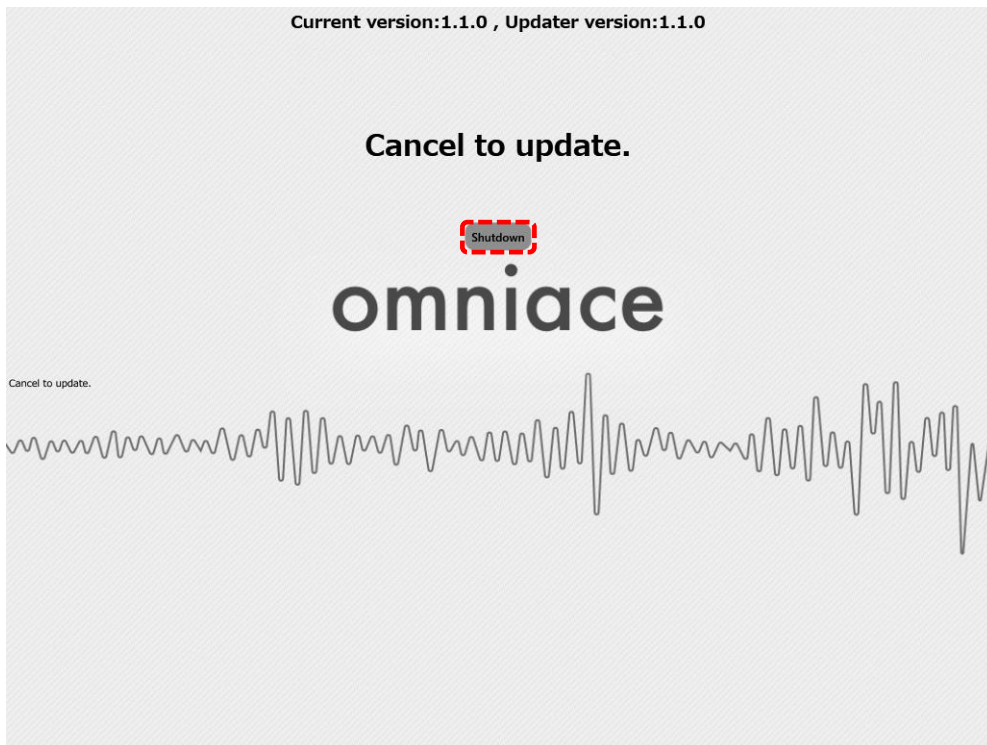 Current version:1.1.0 , Updater version:1.1.0
Cancel to update.
Shutdown
omniace
Cancel to update.